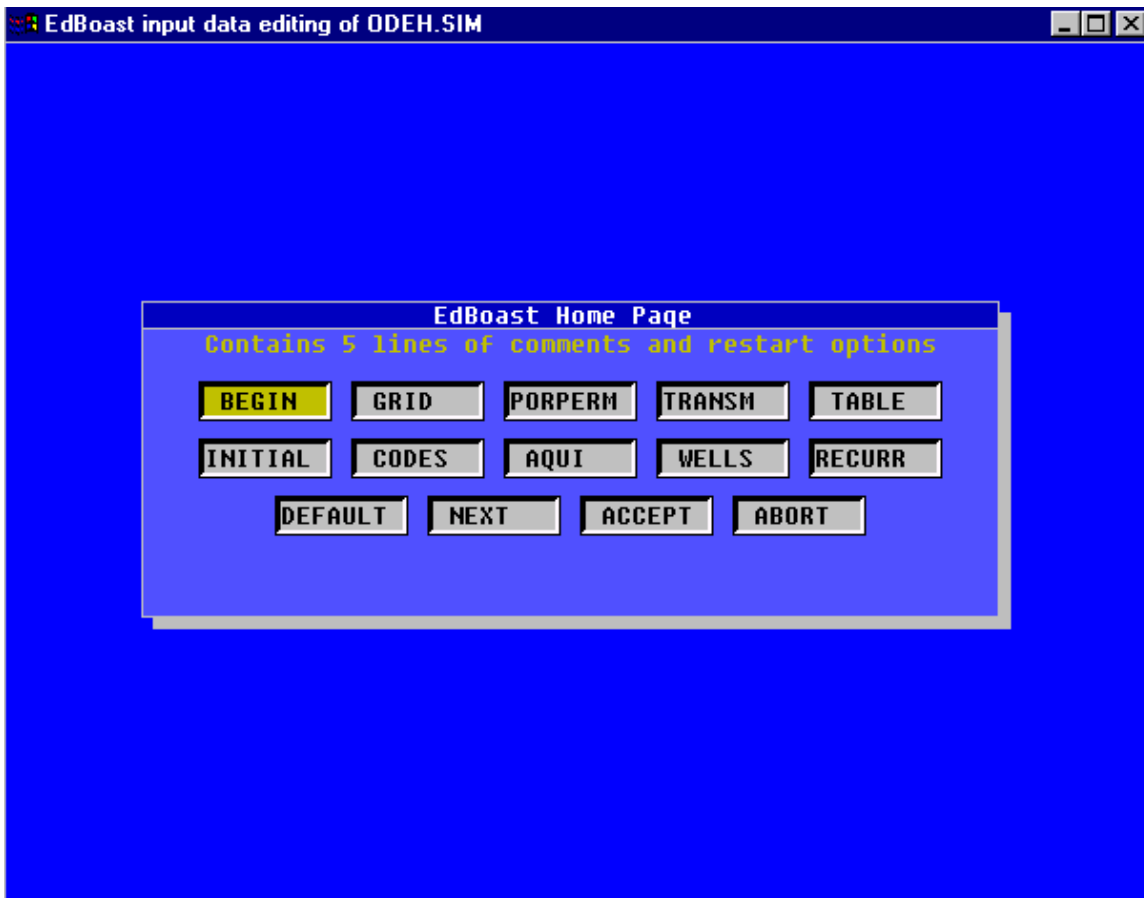 EdBoast input data editing of ODEH.SIM
EdBoast Home Page
Contains 5 lines of comments and restart options
BEGIN GRID PORPERM TRANSM TABLE
INITIAL CODES AQUI WELLS RECURR
DEFAULT NEXT ACCEPT ABORT